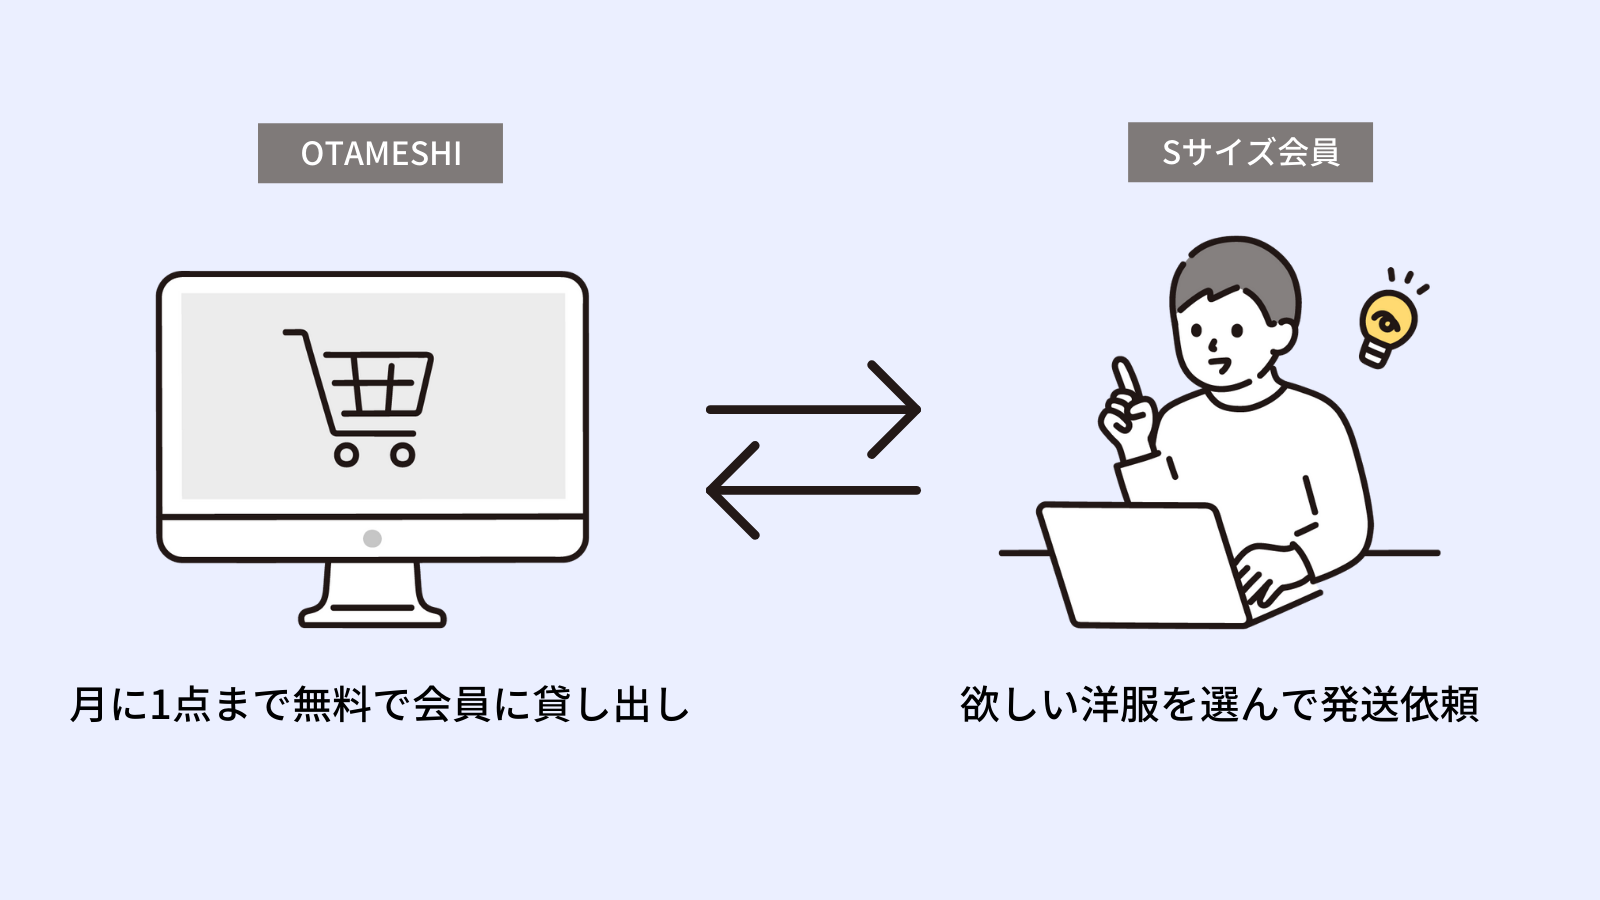 OTAMESHI
Sサイズ会員
月に1点まで無料で会員に貸し出し
欲しい洋服を選んで発送依頼